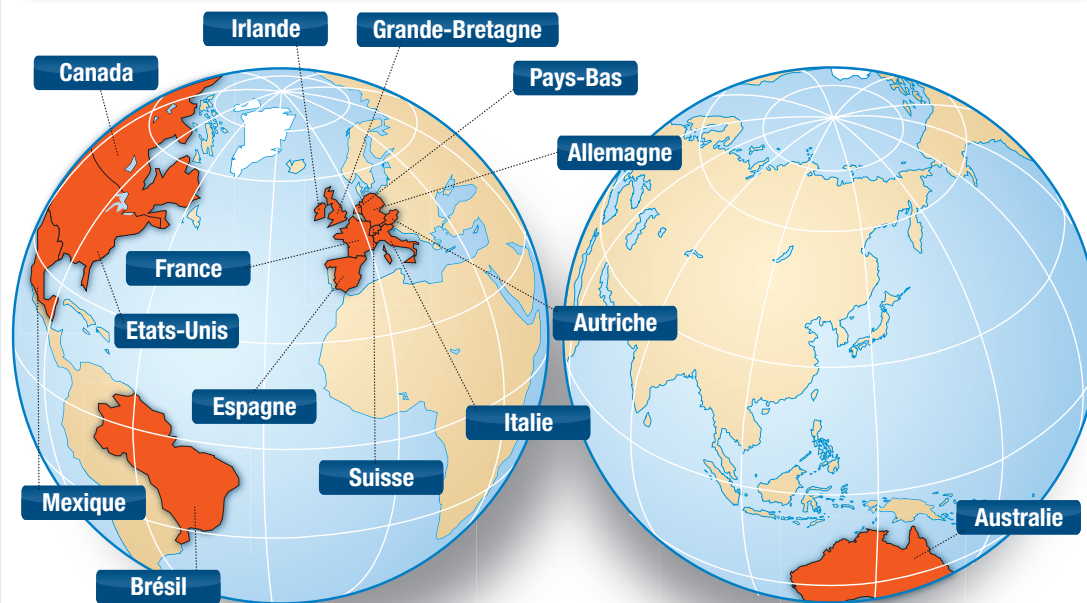 Irlande
Grande-Bretagne
Canada
Pays-Bas
Allemagne
France
Etats-Unis
Autriche
Espagne
Italie
Suisse
Mexique
Australie
Brésil